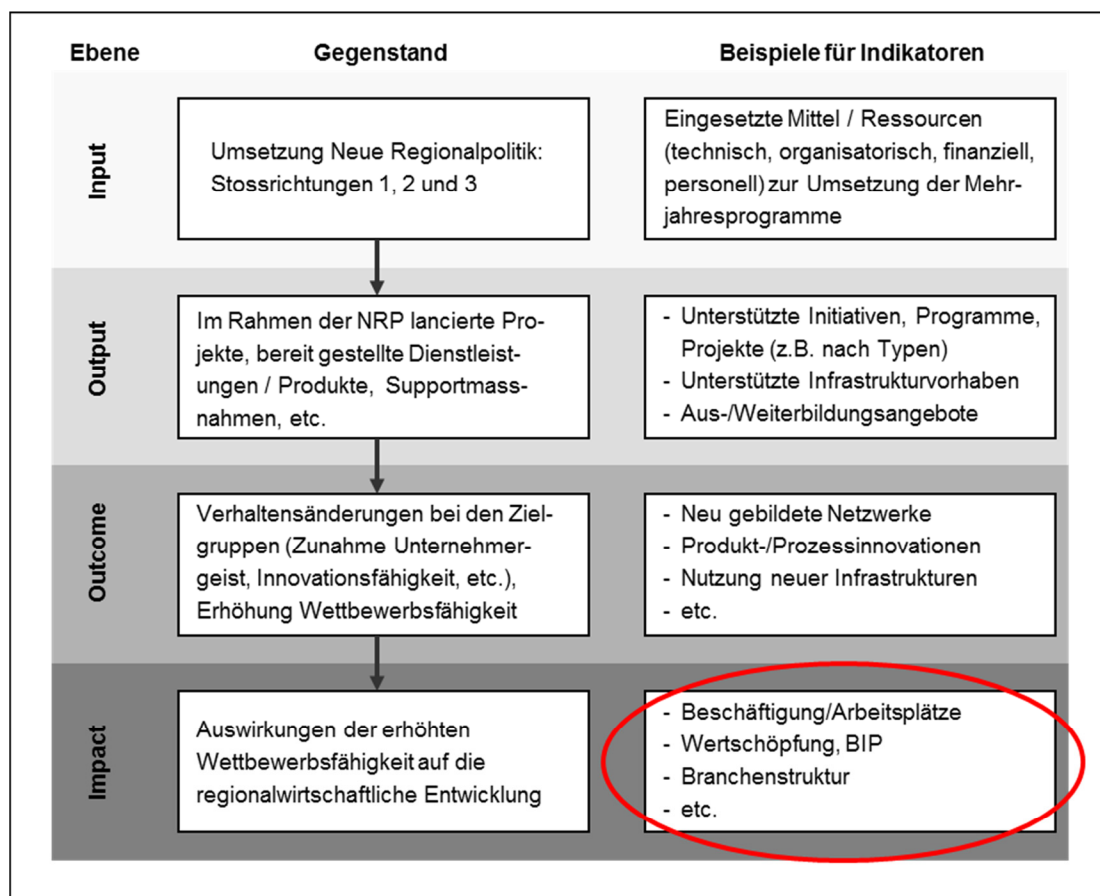 Ebene Gegenstand Beispiele für Indikatoren
Input
Umsetzung Neue Regionalpolitik:
Stossrichtungen 1, 2 und 3
Eingesetzte Mittel / Ressourcen
(technisch, organisatorisch, finanziell,
personell) zur Umsetzung der Mehr-
jahresprogramme
Output
Im Rahmen der NRP lancierte Pro-
jekte, bereit gestellte Dienstleist-
ungen / Produkte, Supportmass-
nahmen, etc.
- Unterstützte Initiativen, Programme,
Projekte (z.B. nach Typen)
- Unterstützte Infrastrukturvorhaben
- Aus-/Weiterbildungsangebote
Outcome
Verhaltensänderungen bei den Ziel-
gruppen (Zunahme Unternehmer-
geist, Innovationsfähigkeit, etc.),
Erhöhung Wettbewerbsfähigkeit
- Neu gebildete Netzwerke
- Produkt-/Prozessinnovationen
- Nutzung neuer Infrastrukturen
- etc.
Impact
Auswirkungen der erhöhten
Wettbewerbsfähigkeit auf die
regionalwirtschaftliche Entwicklung
- Beschäftigung/Arbeitsplätze
- Wertschöpfung, BIP
- Branchenstruktur
- etc.